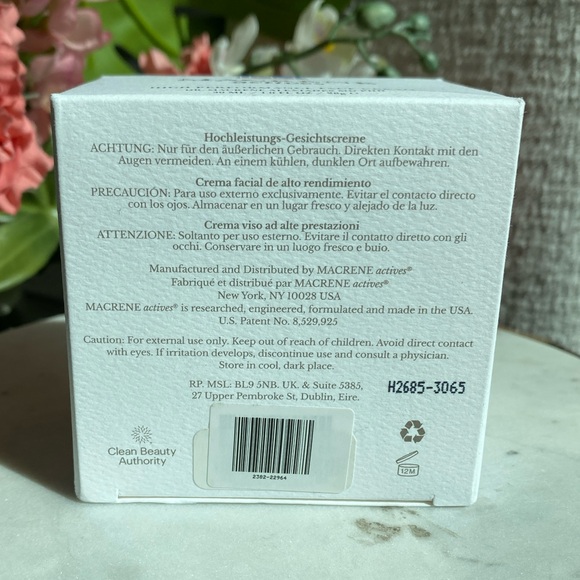 Hochleistungs-Gesichtscreme
ACHTUNG: Nur für den äußerlichen Gebrauch. Direkten Kontakt mit den
Augen vermeiden. An einem kühlen, dunklen Ort aufbewahren.
Crema facial de alto rendimiento
PRECAUCIÓN: Para uso externo exclusivamente. Evitar el contacto directo
con los ojos. Almacenar en un lugar fresco y alejado de la luz.
Crema viso ad alte prestazioni
ATTENZIONE: Soltanto per uso esterno. Evitare il contatto diretto con gli
occhi. Conservare in un luogo fresco e buio.
Manufactured and Distributed by MACRENE actives®
Fabriqué et distribué par MACRENE actives®
New York, NY 10028 USA
MACRENE actives® is researched, engineered, formulated and made in the USA.
U.S. Patent No. 8,529,925
Caution: For external use only. Keep out of reach of children. Avoid direct contact
with eyes. If irritation develops, discontinue use and consult a physician.
Store in cool, dark place.
RP. MSL: BL9 5NB. UK. & Suite 5385,
27 Upper Pembroke St, Dublin, Eire.
H2685-3065
Clean Beauty
Authority
2382-22964
12M